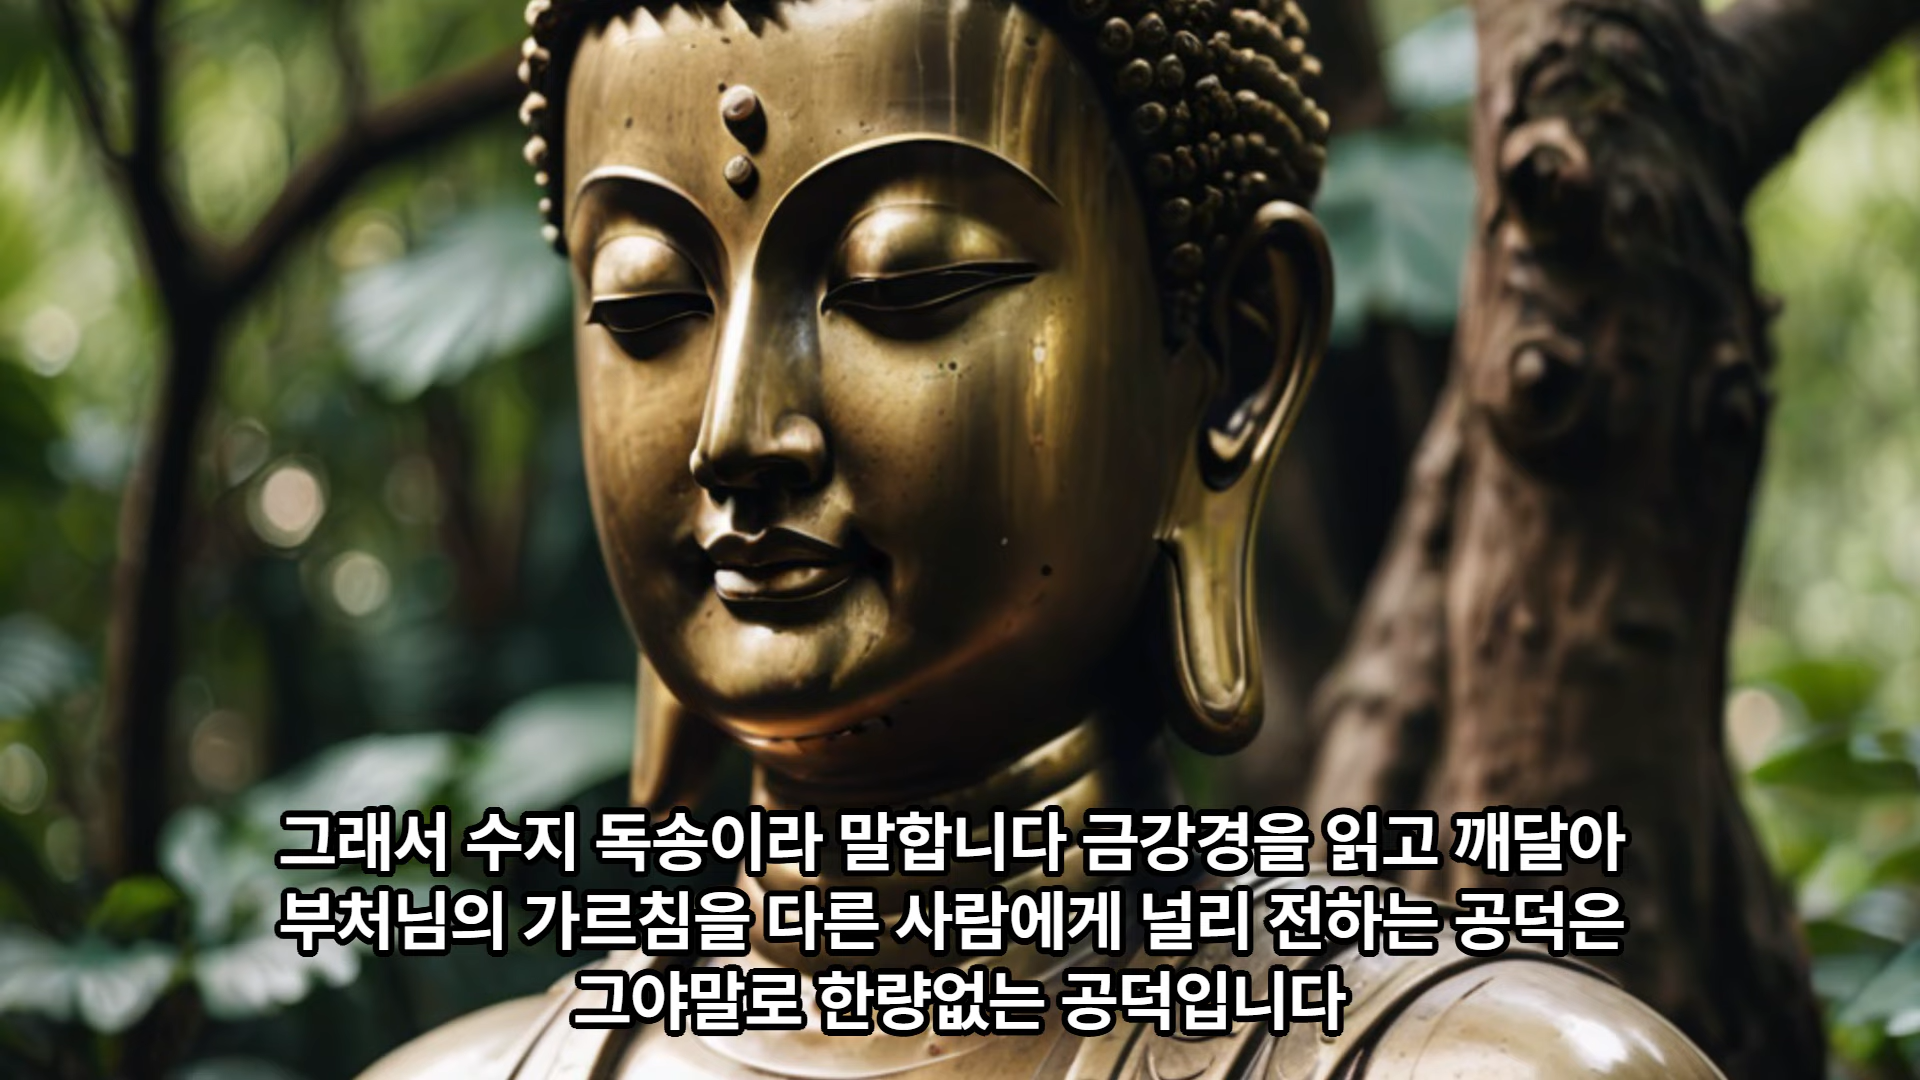 그래서 수지 독송이라 말합니다 금강경을 읽고 깨달아
부처님의 가르침을 다른 사람에게 널리 전하는 공덕은
그야말로 한량없는 공덕입니다